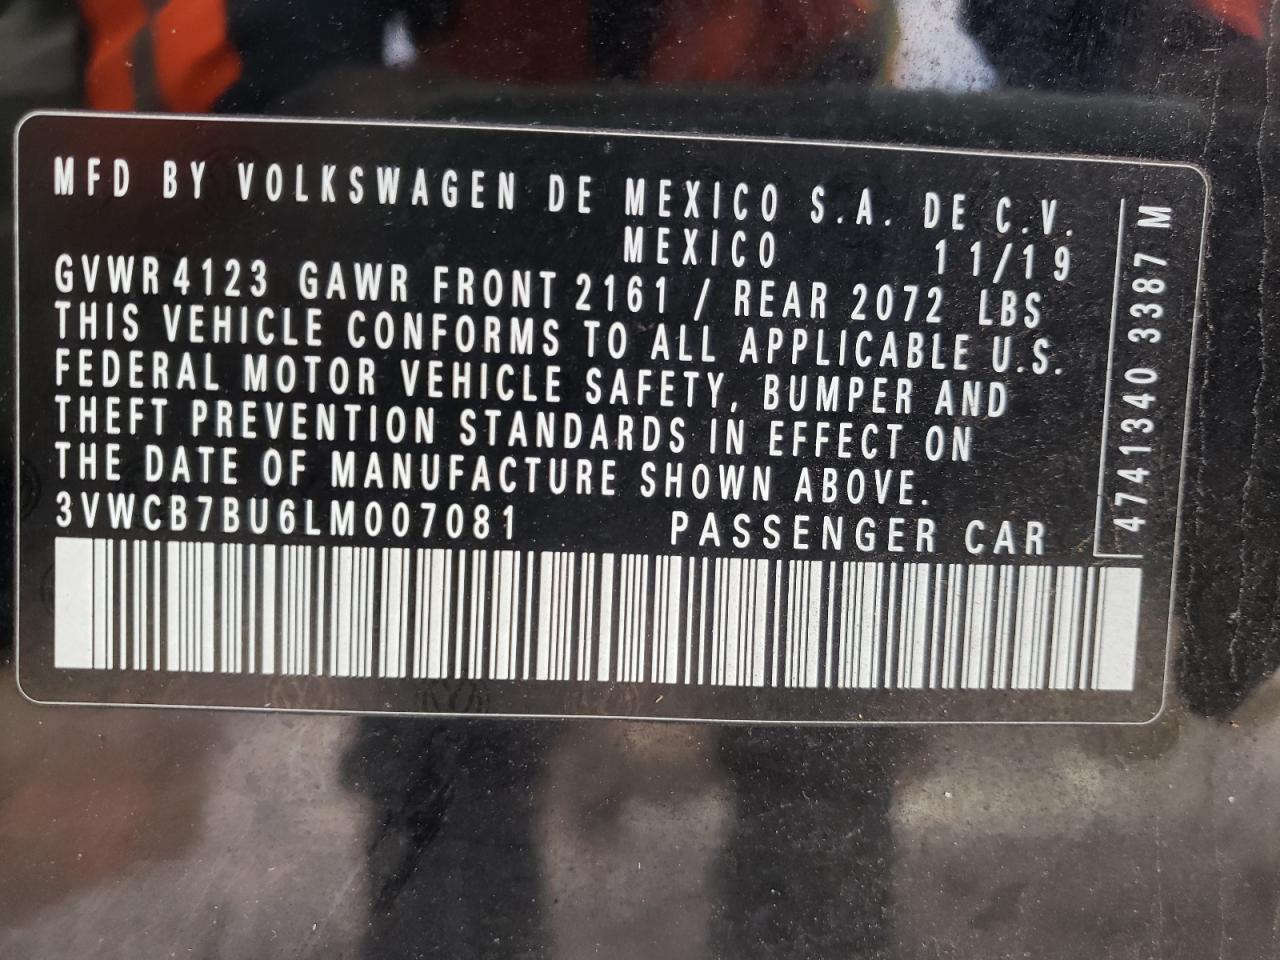 MFD BY VOLKSWAGEN DE MEXICO S.A. DE C.V.
MEXICO 11/19
GVWR 4123 GAWR FRONT 2161 / REAR 2072 LBS
THIS VEHICLE CONFORMS TO ALL APPLICABLE U.S.
FEDERAL MOTOR VEHICLE SAFETY, BUMPER AND
THEFT PREVENTION STANDARDS IN EFFECT ON
THE DATE OF MANUFACTURE SHOWN ABOVE.
3VWCB7BU6LM007081 PASSENGER CAR
4741340 3387 M